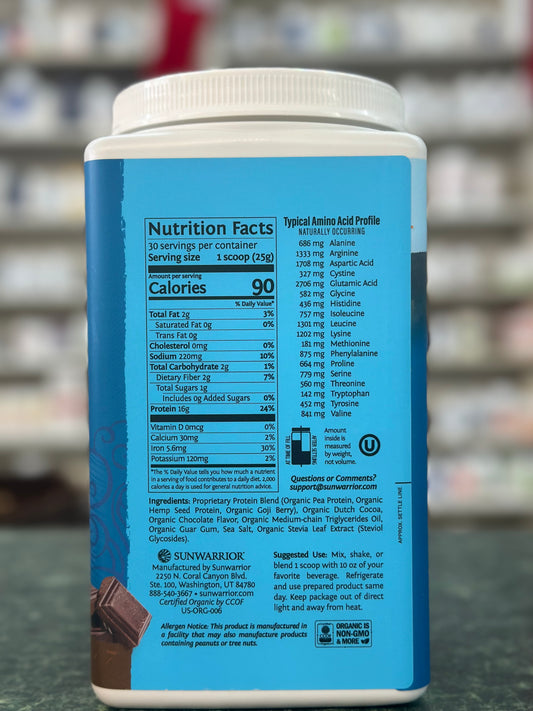 Nutrition Facts
30 servings per container
Serving size 1 scoop (25g)
Amount per serving
Calories 90
% Daily Value*
Total Fat 2g 3%
Saturated Fat 0g 0%
Trans Fat 0g
Cholesterol 0mg 0%
Sodium 220mg 10%
Total Carbohydrate 2g 1%
Dietary Fiber 2g 7%
Total Sugars 1g
Includes 0g Added Sugars 0%
Protein 16g 24%
Vitamin D 0mcg 0%
Calcium 30mg 2%
Iron 5.6mg 30%
Potassium 120mg 2%
*The % Daily Value tells you how much a nutrient
in a serving of food contributes to a daily diet. 2,000
calories a day is used for general nutrition advice.
Typical Amino Acid Profile
NATURALLY OCCURRING
686 mg Alanine
1333 mg Arginine
1708 mg Aspartic Acid
327 mg Cystine
2706 mg Glutamic Acid
582 mg Glycine
436 mg Histidine
757 mg Isoleucine
1301 mg Leucine
1202 mg Lysine
181 mg Methionine
875 mg Phenylalanine
664 mg Proline
779 mg Serine
560 mg Threonine
142 mg Tryptophan
452 mg Tyrosine
841 mg Valine
AT TIME OF FILL
AFTER SETTLING
Amount
inside is
measured
by weight,
not volume.
U
Questions or Comments?
support@sunwarrior.com
Ingredients: Proprietary Protein Blend (Organic Pea Protein, Organic
Hemp Seed Protein, Organic Goji Berry), Organic Dutch Cocoa,
Organic Chocolate Flavor, Organic Medium-chain Triglycerides Oil,
Organic Guar Gum, Sea Salt, Organic Stevia Leaf Extract (Steviol
Glycosides).
APPROX. SETTLE LINE
SUNWARRIOR
Manufactured by Sunwarrior
2250 N. Coral Canyon Blvd.
Ste. 100, Washington, UT 84780
888-540-3667 • sunwarrior.com
Certified Organic by CCOF
US-ORG-006
Suggested Use: Mix, shake, or
blend 1 scoop with 10 oz of your
favorite beverage. Refrigerate
and use prepared product same
day. Keep package out of direct
light and away from heat.
Allergen Notice: This product is manufactured in
a facility that may also manufacture products
containing peanuts or tree nuts.
ORGANIC IS
NON-GMO
& MORE